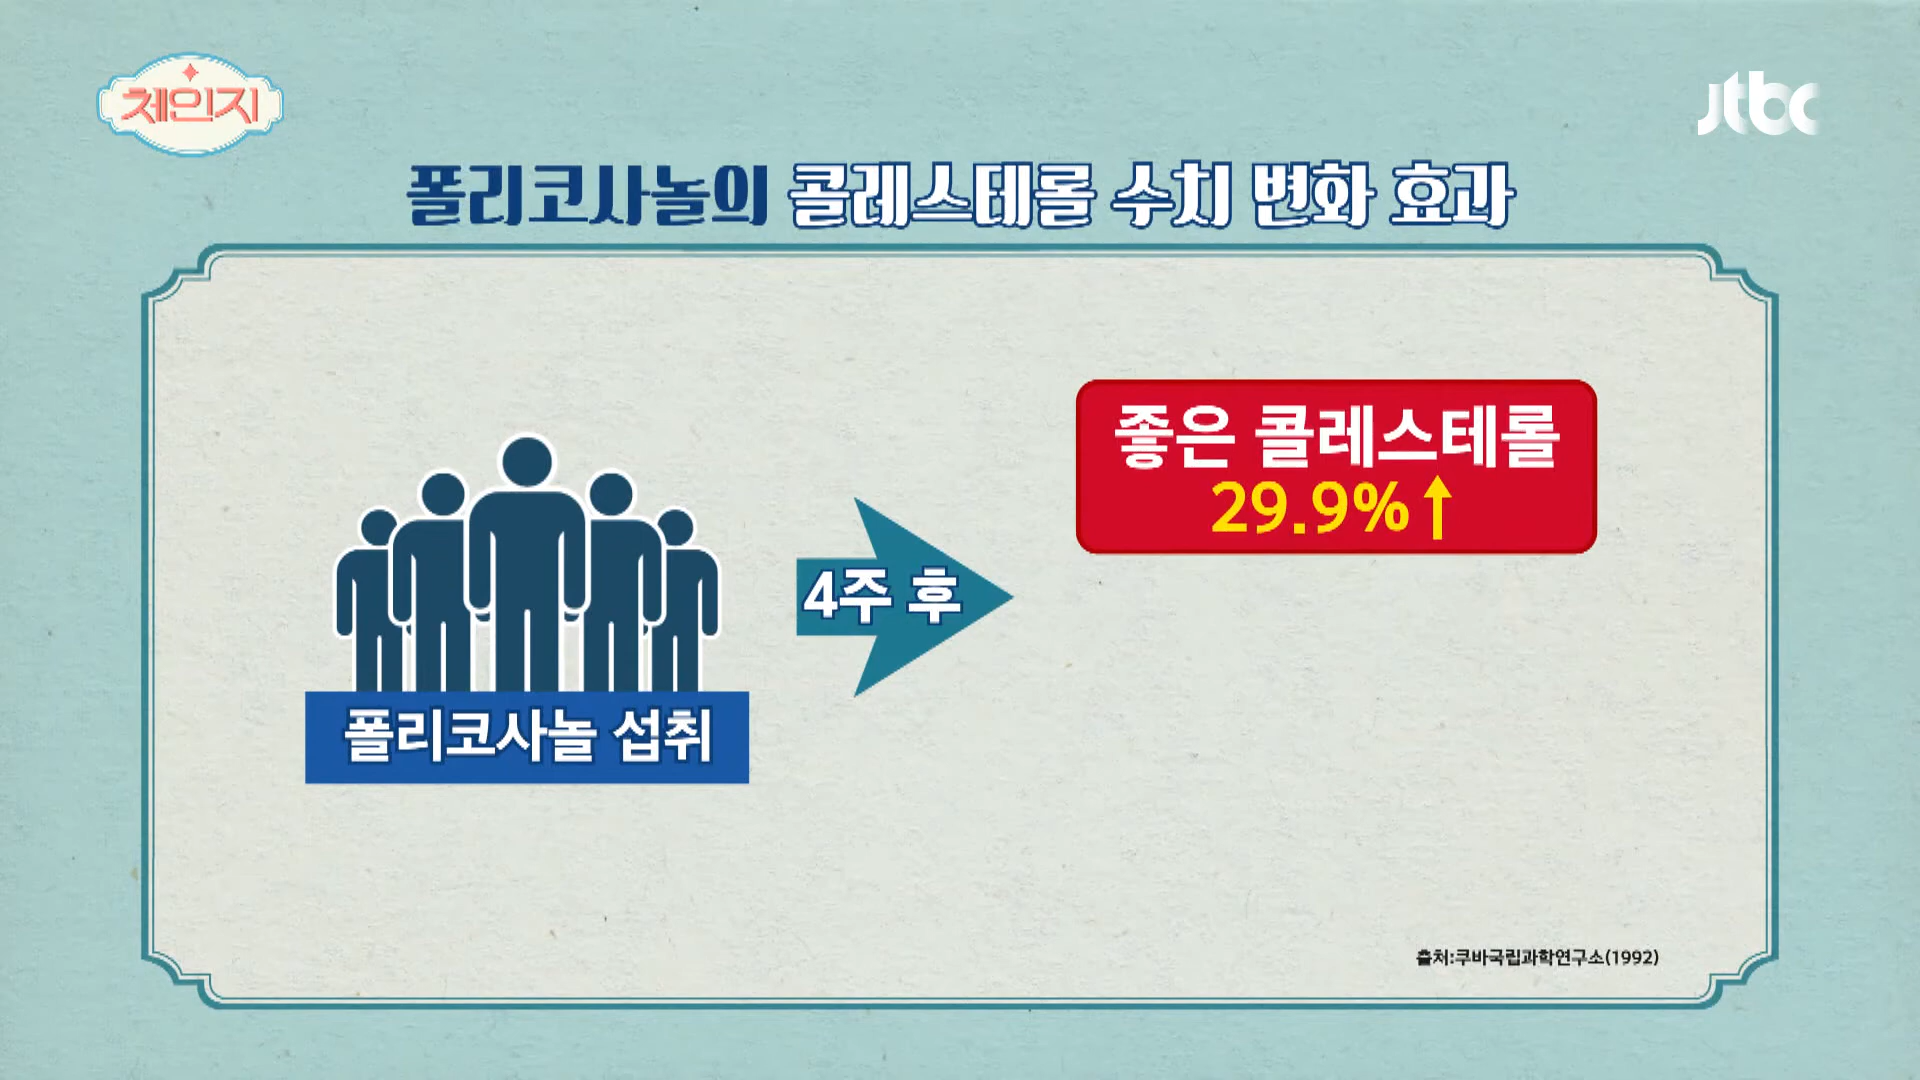 체인지
jtbc
폴리코사놀의 콜레스테롤 수치 변화 효과
좋은 콜레스테롤
29.9%↑
4주 후
폴리코사놀 섭취
출처:쿠바국립과학연구소(1992)